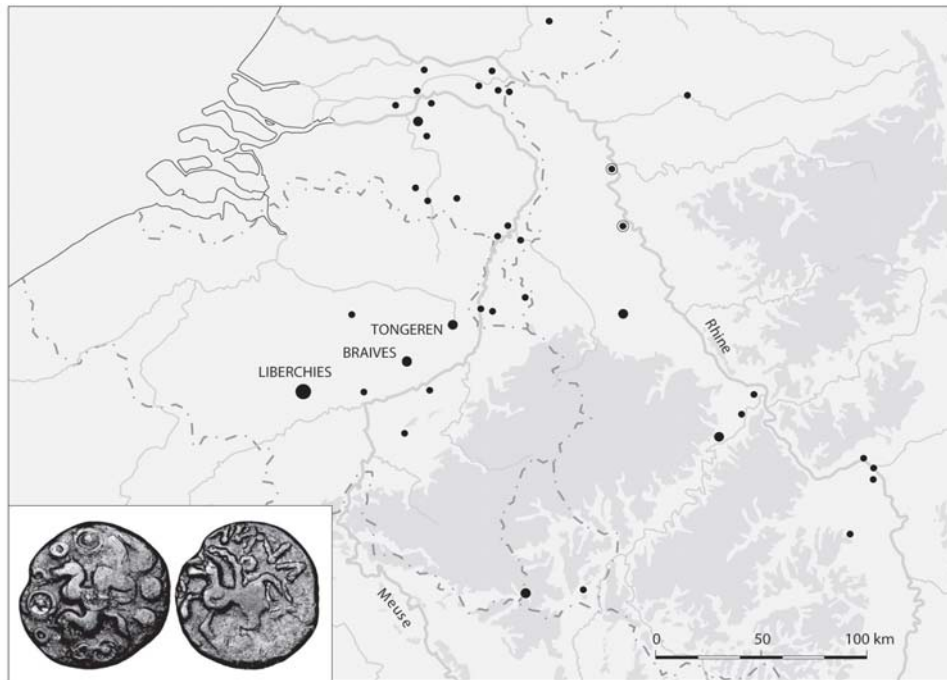 TONGEREN
BRAIVES
LIBERCHIES
Rhine
Meuse
0 50 100 km